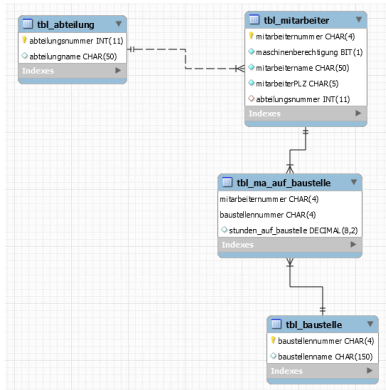 tbl_abteilung
abteilungsnummer INT(11)
abteilungname CHAR(50)
Indexes
tbl_mitarbeiter
mitarbeiternummer CHAR(4)
maschinenberechtigung BIT(1)
mitarbeitername CHAR(50)
mitarbeiterPLZ CHAR(5)
abteilungsnummer INT(11)
Indexes
tbl_ma_auf_baustelle
mitarbeiternummer CHAR(4)
baustellennummer CHAR(4)
stunden_auf_baustelle DECIMAL(8,2)
Indexes
tbl_baustelle
baustellennummer CHAR(4)
baustellenname CHAR(150)
Indexes